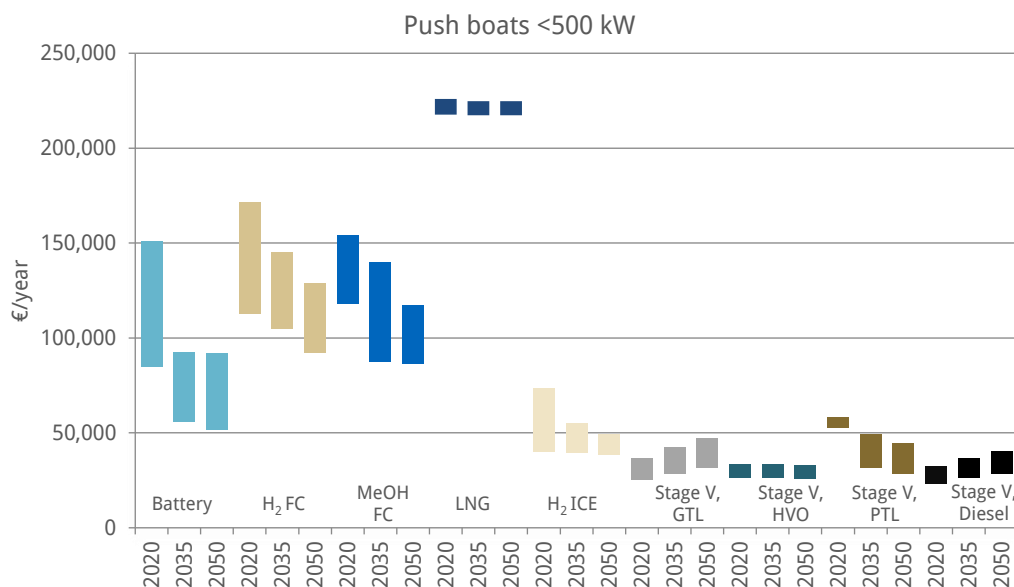 Push boats <500 kW
250,000
200,000
150,000
100,000
50,000
0
€/year
Battery
H₂ FC
MeOH
FC
LNG
H₂ ICE
Stage V,
GTL
Stage V,
HVO
Stage V,
PTL
Stage V,
Diesel
2020
2035
2050
2020
2035
2050
2020
2035
2050
2020
2035
2050
2020
2035
2050
2020
2035
2050
2020
2035
2050
2020
2035
2050
2020
2035
2050